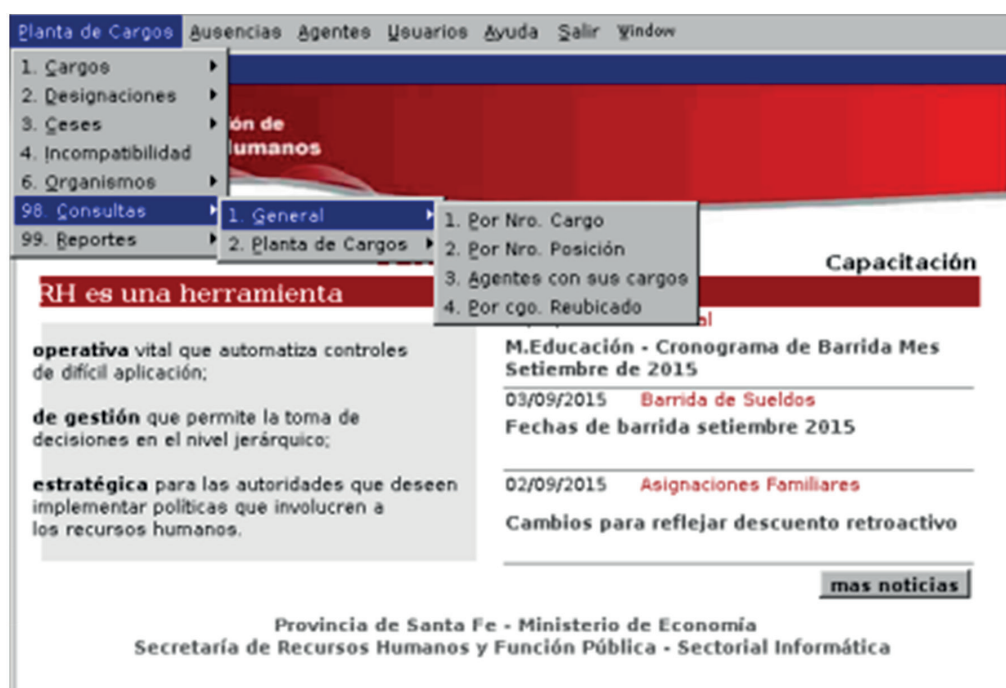 Planta de Cargos Ausencias Agentes Usuarios Ayuda Salir Window
1. Cargos
2. Designaciones
3. Ceses
4. Incompatibilidad
6. Organismos
98. Consultas
99. Reportes
1. General
2. Planta de Cargos
1. Por Nro. Cargo
2. Por Nro. Posición
3. Agentes con sus cargos
4. Por cgo. Reubicado
ón de
umanos
Capacitación
RH es una herramienta
operativa vital que automatiza controles
de difícil aplicación;
de gestión que permite la toma de
decisiones en el nivel jerárquico;
estratégica para las autoridades que deseen
implementar políticas que involucren a
los recursos humanos.
al
M.Educación - Cronograma de Barrida Mes
Setiembre de 2015
03/09/2015 Barrida de Sueldos
Fechas de barrida setiembre 2015
02/09/2015 Asignaciones Familiares
Cambios para reflejar descuento retroactivo
mas noticias
Provincia de Santa Fe - Ministerio de Economía
Secretaría de Recursos Humanos y Función Pública - Sectorial Informática